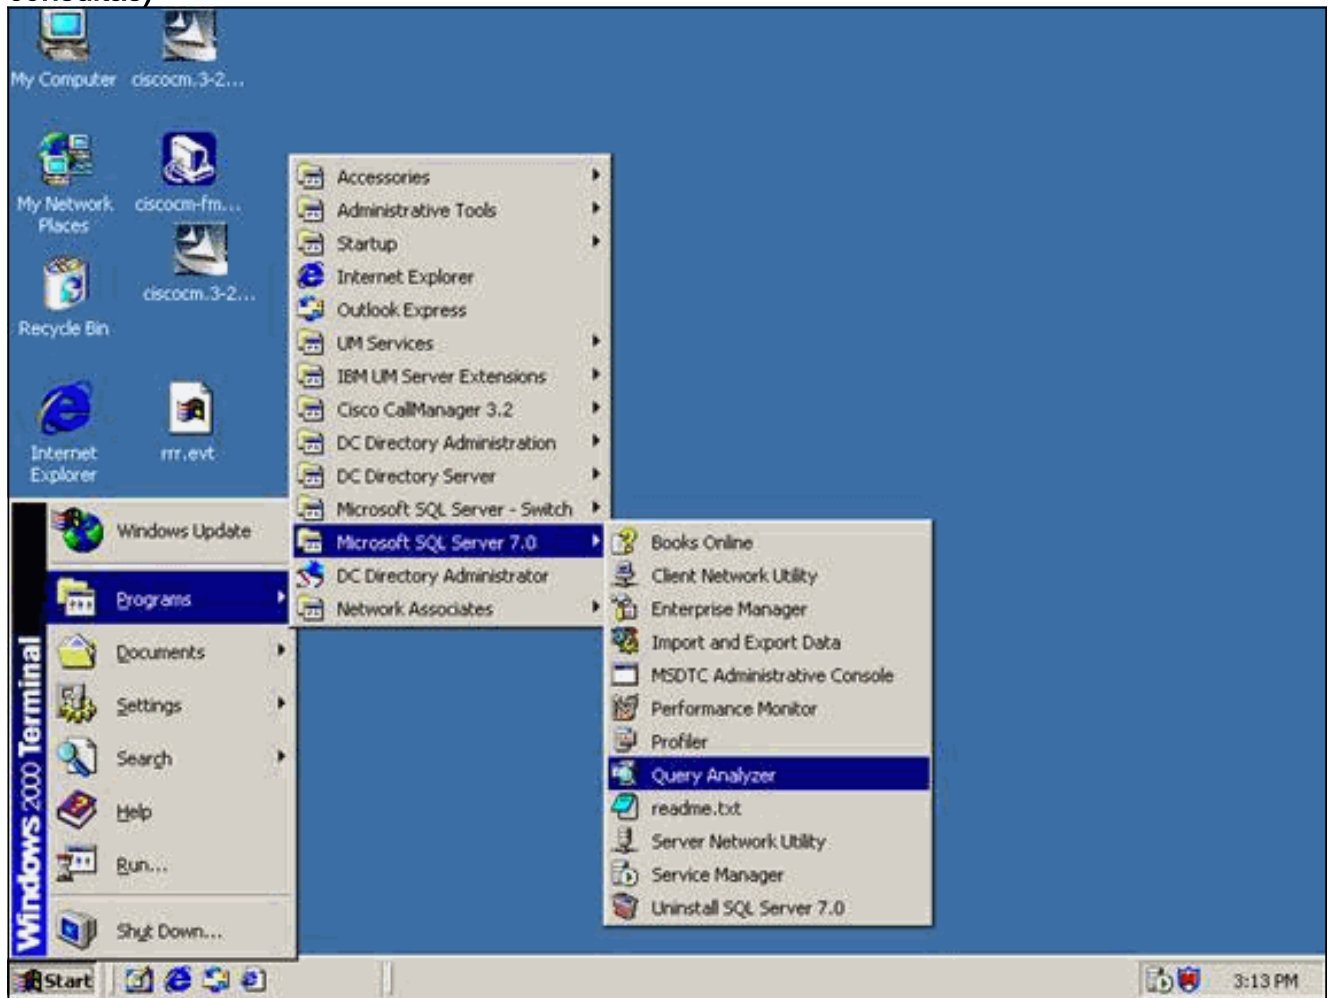 My Computer
ciscocm.3-2...
My Network
Places
ciscocm-fm...
ciscocm.3-2...
Recycle Bin
Internet
Explorer
rrr.evt
Accessories
Administrative Tools
Startup
Internet Explorer
Outlook Express
UM Services
IBM UM Server Extensions
Cisco CallManager 3.2
DC Directory Administration
DC Directory Server
Microsoft SQL Server - Switch
Microsoft SQL Server 7.0
DC Directory Administrator
Network Associates
Windows Update
Programs
Documents
Settings
Search
Help
Run...
Shut Down...
Windows 2000 Terminal
Books Online
Client Network Utility
Enterprise Manager
Import and Export Data
MSDTC Administrative Console
Performance Monitor
Profiler
Query Analyzer
readme.txt
Server Network Utility
Service Manager
Uninstall SQL Server 7.0
Start
3:13 PM